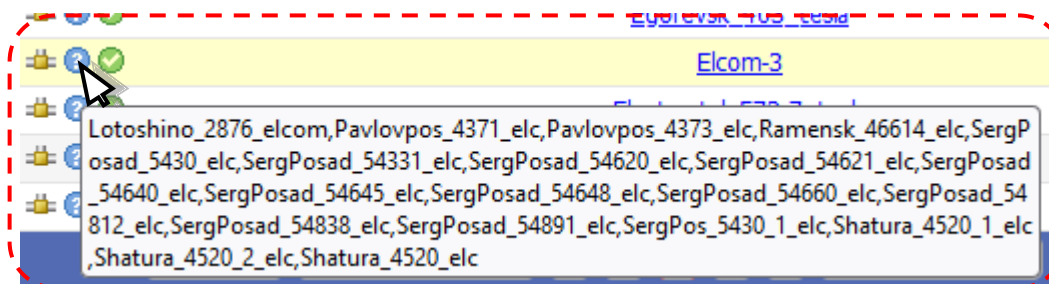 Egorevsk_103_tesla
Elcom-3
Lotoshino_2876_elcom,Pavlovpos_4371_elc,Pavlovpos_4373_elc,Ramensk_46614_elc,SergP
osad_5430_elc,SergPosad_54331_elc,SergPosad_54620_elc,SergPosad_54621_elc,SergPosad
_54640_elc,SergPosad_54645_elc,SergPosad_54648_elc,SergPosad_54660_elc,SergPosad_54
812_elc,SergPosad_54838_elc,SergPosad_54891_elc,SergPos_5430_1_elc,Shatura_4520_1_elc
,Shatura_4520_2_elc,Shatura_4520_elc